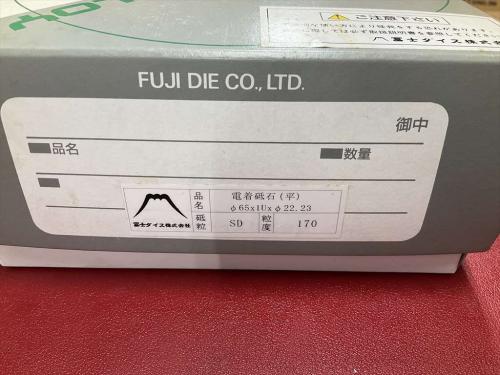 ご注意下さい
富士ダイス株式会社
FUJI DIE CO., LTD.
御中
品名
数量
品名 電着砥石(平)
φ65x1Uxφ22.23
砥粒 SD 粒度 170
富士ダイス株式会社